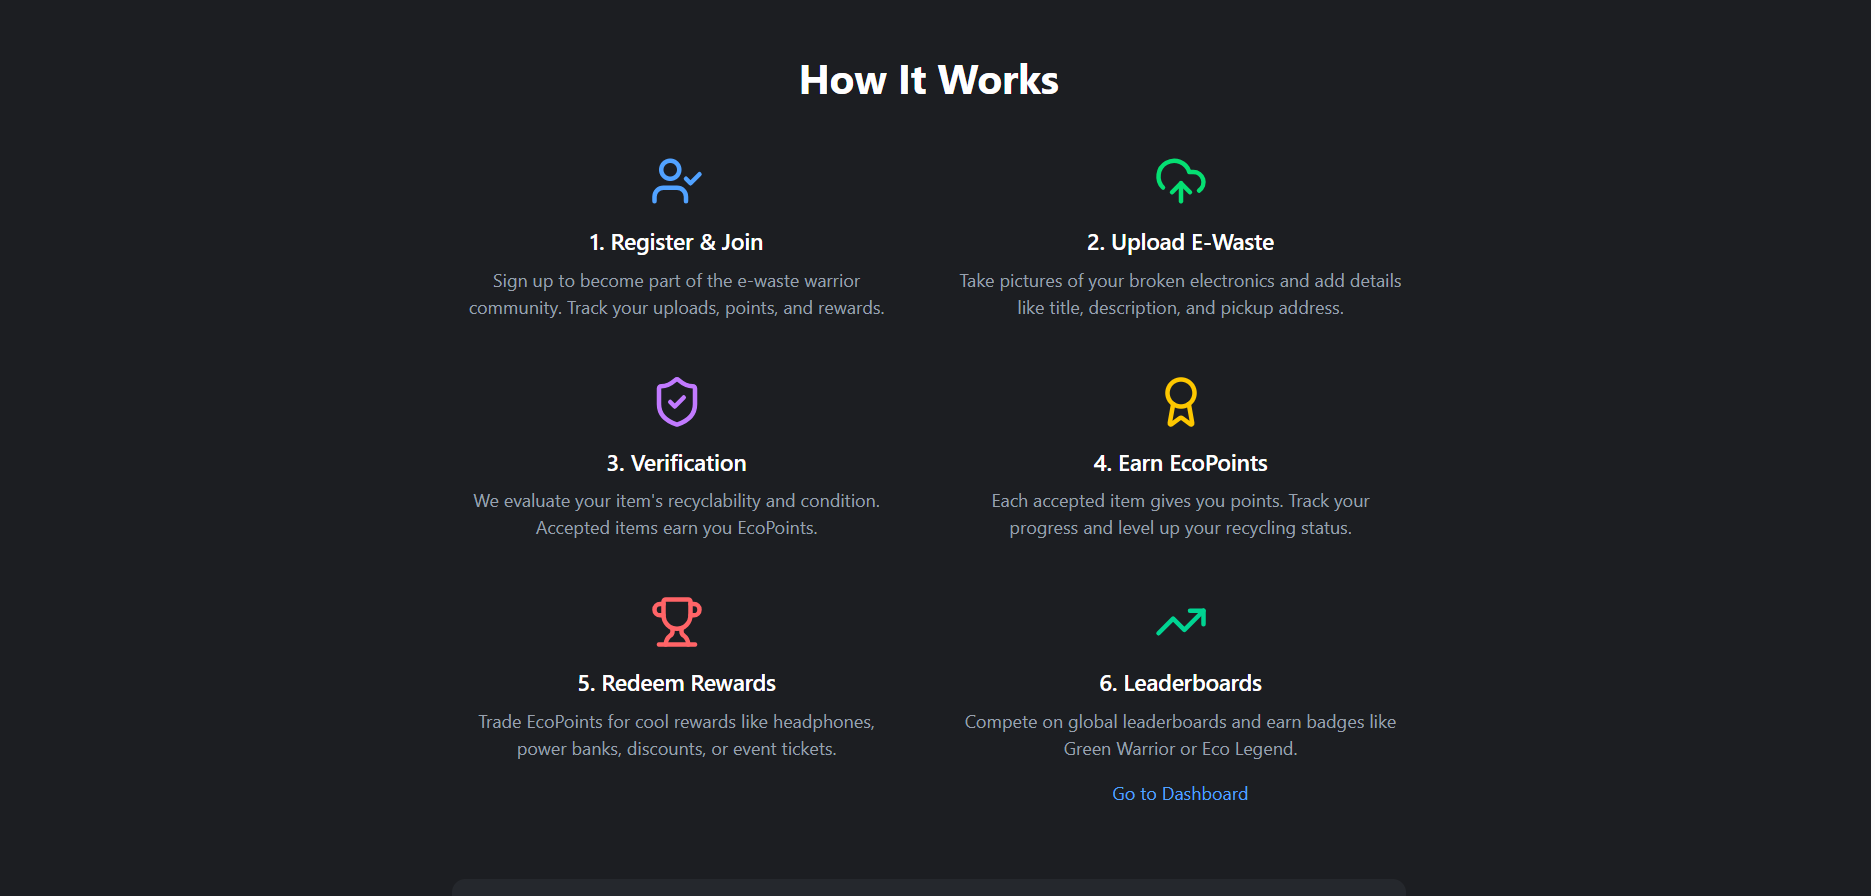 How It Works
1. Register & Join
Sign up to become part of the e-waste warrior
community. Track your uploads, points, and rewards.
2. Upload E-Waste
Take pictures of your broken electronics and add details
like title, description, and pickup address.
3. Verification
We evaluate your item's recyclability and condition.
Accepted items earn you EcoPoints.
4. Earn EcoPoints
Each accepted item gives you points. Track your
progress and level up your recycling status.
5. Redeem Rewards
Trade EcoPoints for cool rewards like headphones,
power banks, discounts, or event tickets.
6. Leaderboards
Compete on global leaderboards and earn badges like
Green Warrior or Eco Legend.
Go to Dashboard